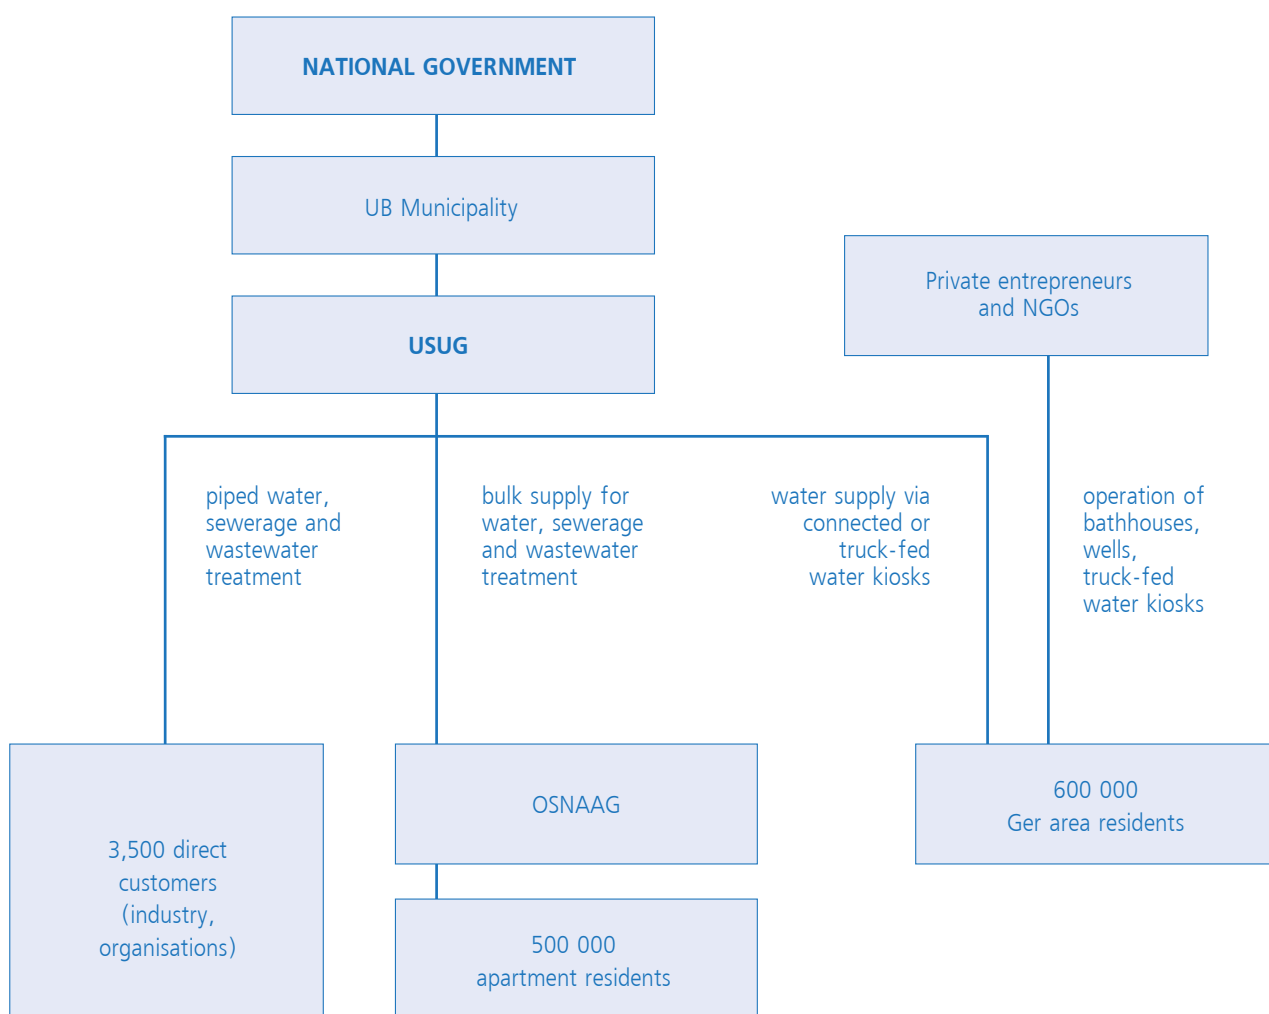 NATIONAL GOVERNMENT
UB Municipality
Private entrepreneurs
and NGOs
USUG
piped water,
sewerage and
wastewater
treatment
bulk supply for
water, sewerage
and wastewater
treatment
water supply via
connected or
truck-fed
water kiosks
operation of
bathhouses,
wells,
truck-fed
water kiosks
3,500 direct
customers
(industry,
organisations)
OSNAAG
500 000
apartment residents
600 000
Ger area residents